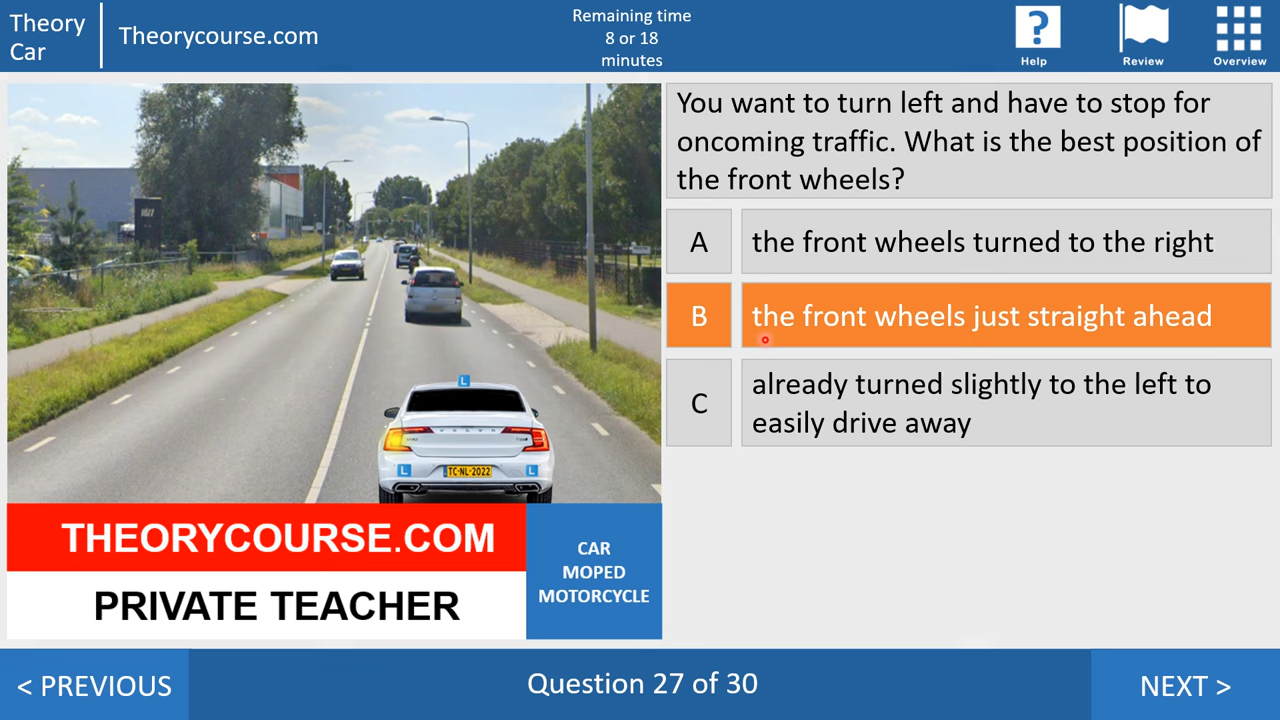 Theory
Car
Theorycourse.com
Remaining time
8 or 18
minutes
?
Help
Review
Overview
You want to turn left and have to stop for
oncoming traffic. What is the best position of
the front wheels?
A
the front wheels turned to the right
B
the front wheels just straight ahead
C
already turned slightly to the left to
easily drive away
L
VOLVO
L
TC-NL-2022
L
THEORYCOURSE.COM
PRIVATE TEACHER
CAR
MOPED
MOTORCYCLE
< PREVIOUS
Question 27 of 30
NEXT >